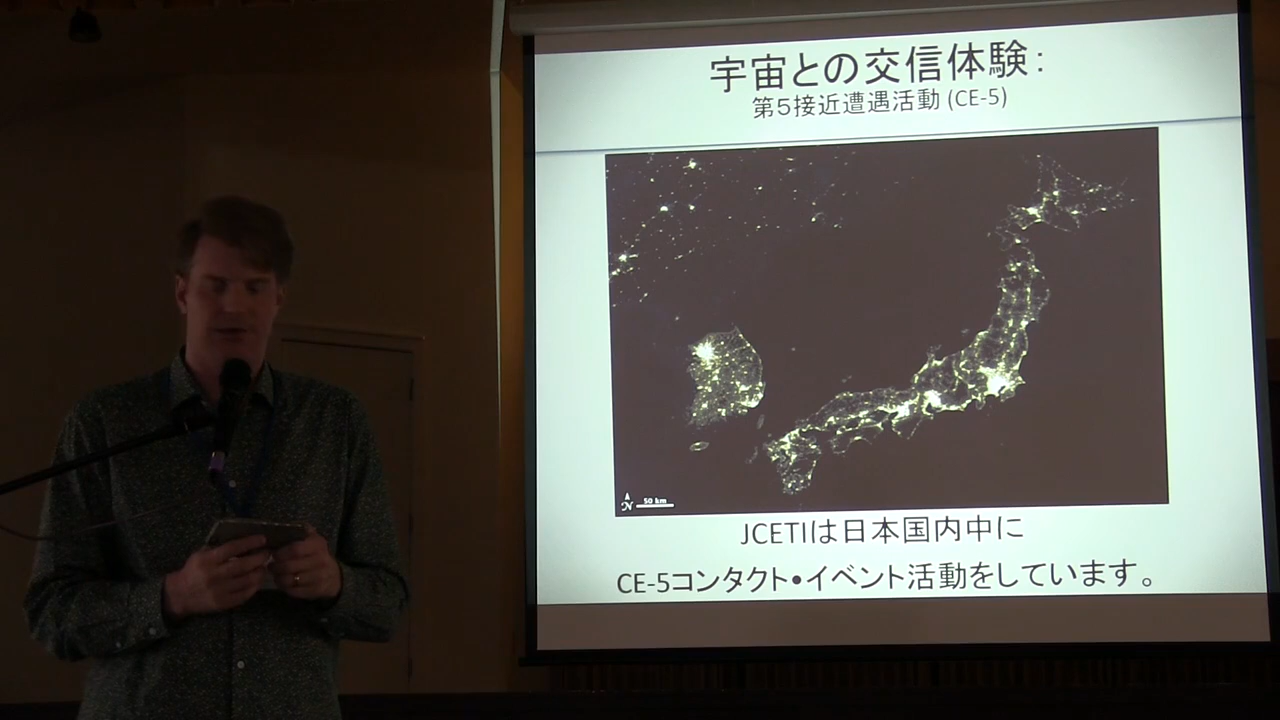 宇宙との交信体験：
第５接近遭遇活動 (CE-5)
N 50 km
JCETIは日本国内中に
CE-5コンタクト•イベント活動をしています。